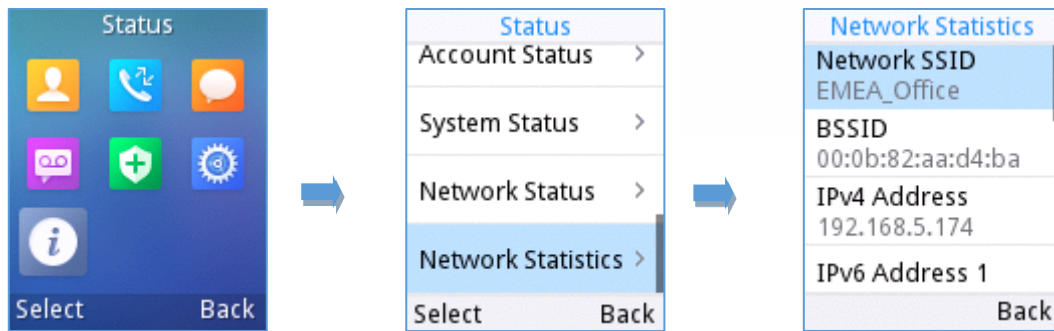 Status
Select Back
Status
Account Status >
System Status >
Network Status >
Network Statistics >
Select Back
Network Statistics
Network SSID
EMEA_Office
BSSID
00:0b:82:aa:d4:ba
IPv4 Address
192.168.5.174
IPv6 Address 1
Back